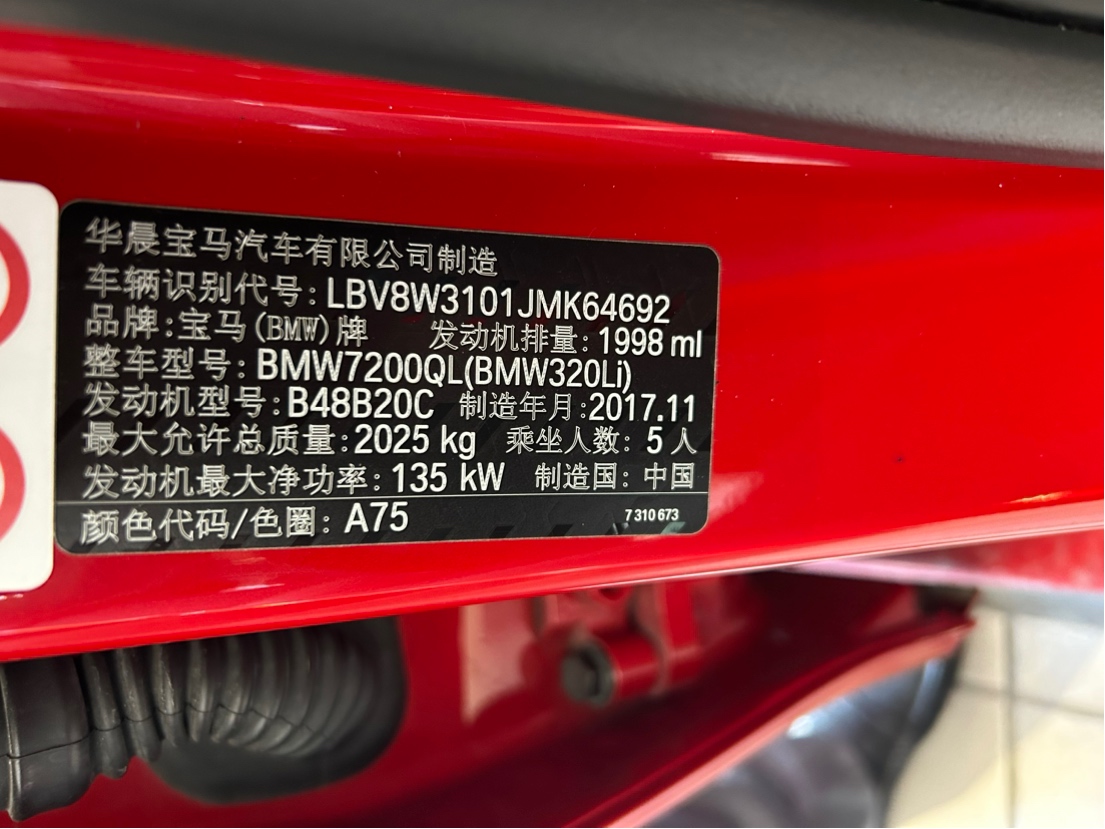 华晨宝马汽车有限公司制造
车辆识别代号:LBV8W3101JMK64692
品牌:宝马(BMW)牌 发动机排量:1998 ml
整车型号:BMW7200QL(BMW320Li)
发动机型号:B48B20C 制造年月:2017.11
最大允许总质量:2025 kg 乘坐人数: 5 人
发动机最大净功率:135 kW 制造国: 中国
颜色代码/色圈: A75 7 310 673